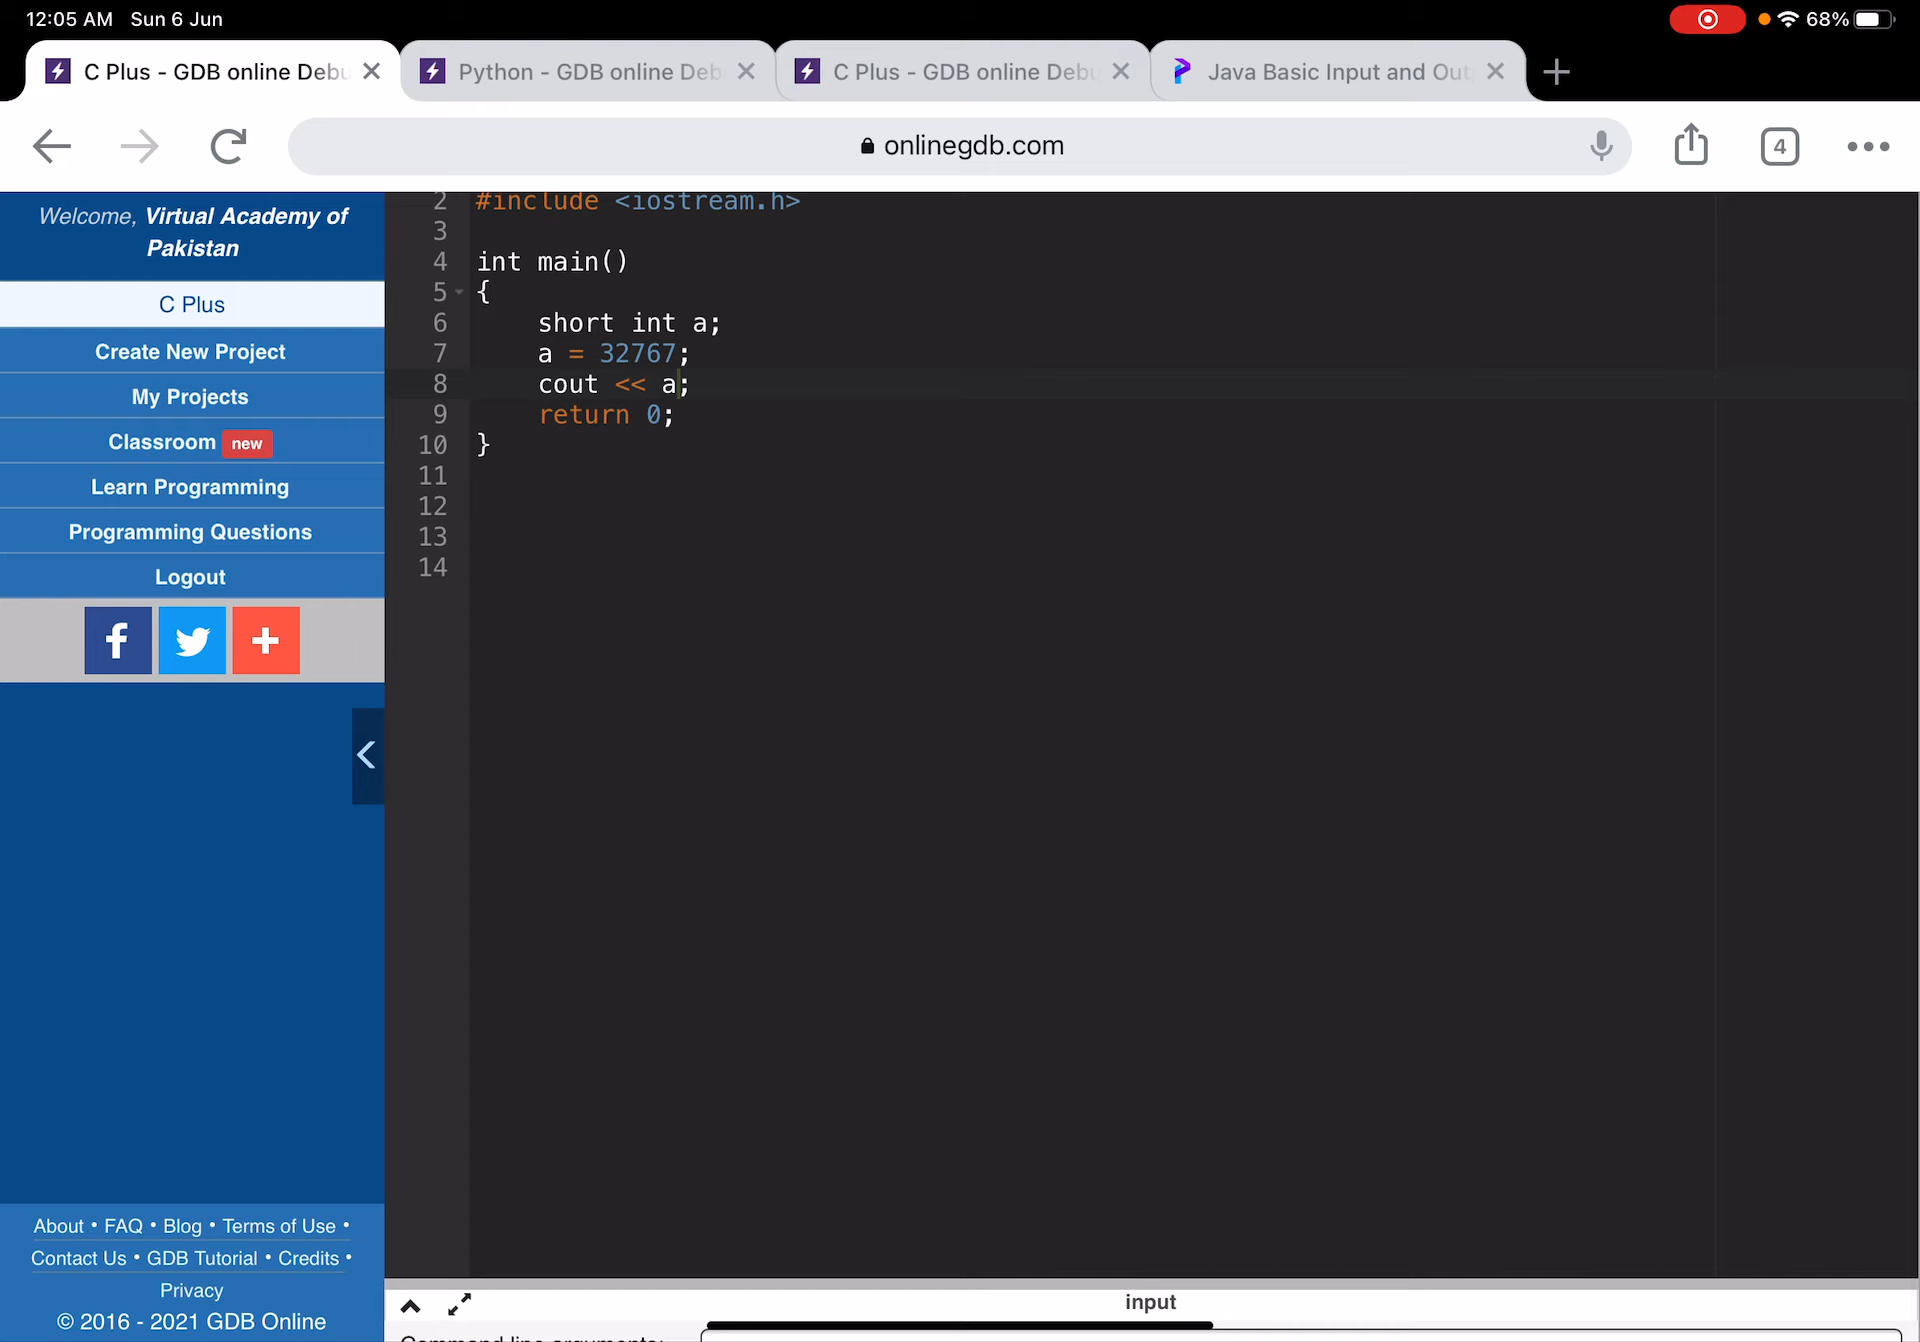 12:05 AM Sun 6 Jun
68%
C Plus - GDB online Debu
Python - GDB online Deb
C Plus - GDB online Debu
Java Basic Input and Out
onlinegdb.com
4
Welcome, Virtual Academy of
Pakistan
C Plus
Create New Project
My Projects
Classroom new
Learn Programming
Programming Questions
Logout
2 #include <iostream.h>
3
4 int main()
5 {
6 short int a;
7 a = 32767;
8 cout << a;
9 return 0;
10 }
11
12
13
14
About • FAQ • Blog • Terms of Use •
Contact Us • GDB Tutorial • Credits •
Privacy
© 2016 - 2021 GDB Online
input
Command line arguments: